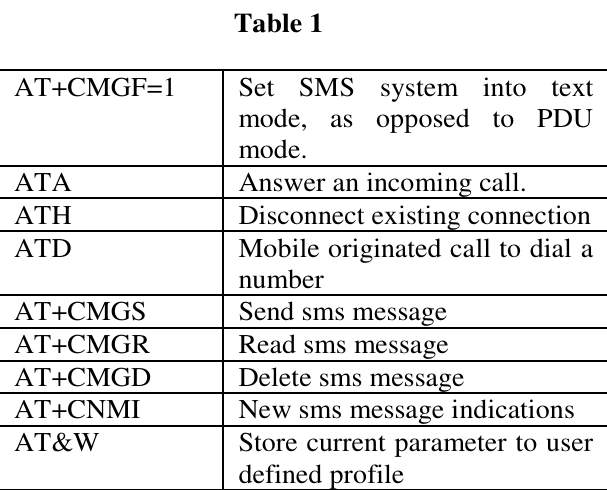 Table 1
AT+CMGF=1 Set SMS system into text
mode, as opposed to PDU
mode.
ATA Answer an incoming call.
ATH Disconnect existing connection
ATD Mobile originated call to dial a
number
AT+CMGS Send sms message
AT+CMGR Read sms message
AT+CMGD Delete sms message
AT+CNMI New sms message indications
AT&W Store current parameter to user
defined profile